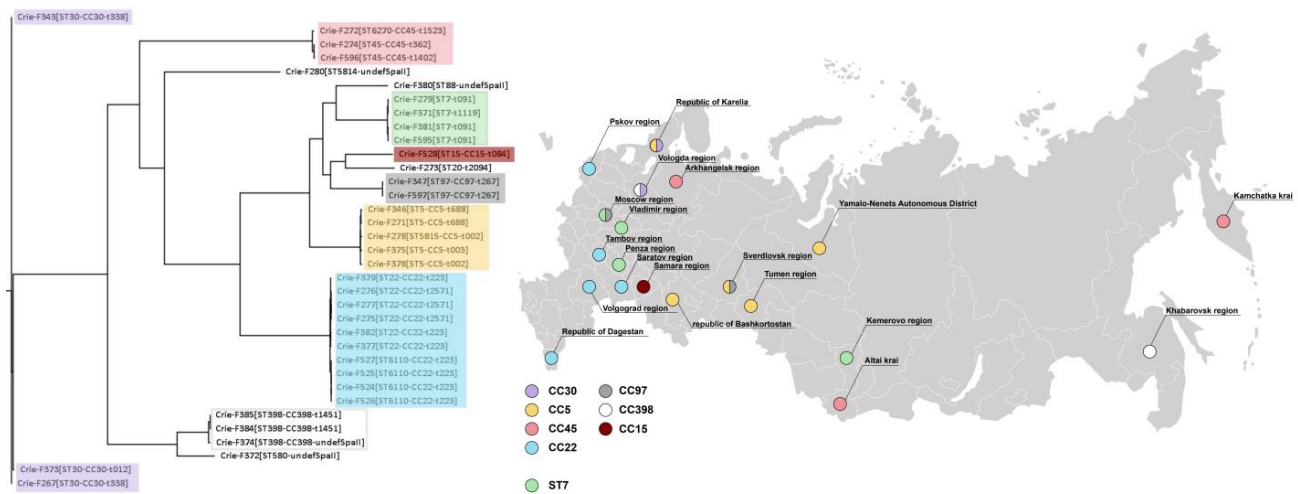 Crie-F343[ST30-CC30-t338]
Crie-F272[ST6270-CC45-t1523]
Crie-F274[ST45-CC45-t362]
Crie-F596[ST45-CC45-t1402]
Crie-F280[ST5814-undefSpaII]
Crie-F380[ST88-undefSpaII]
Crie-F279[ST7-t091]
Crie-F371[ST7-t1119]
Crie-F381[ST7-t091]
Crie-F595[ST7-t091]
Crie-F528[ST15-CC15-t084]
Crie-F273[ST20-t2094]
Crie-F347[ST97-CC97-t267]
Crie-F597[ST97-CC97-t267]
Crie-F346[ST5-CC5-t688]
Crie-F271[ST5-CC5-t688]
Crie-F278[ST5815-CC5-t002]
Crie-F375[ST5-CC5-t003]
Crie-F378[ST5-CC5-t002]
Crie-F379[ST22-CC22-t223]
Crie-F276[ST22-CC22-t2571]
Crie-F277[ST22-CC22-t2571]
Crie-F275[ST22-CC22-t2571]
Crie-F382[ST22-CC22-t223]
Crie-F377[ST22-CC22-t223]
Crie-F527[ST6110-CC22-t223]
Crie-F525[ST6110-CC22-t223]
Crie-F524[ST6110-CC22-t223]
Crie-F526[ST6110-CC22-t223]
Crie-F385[ST398-CC398-t1451]
Crie-F384[ST398-CC398-t1451]
Crie-F374[ST398-CC398-undefSpaII]
Crie-F372[ST580-undefSpaII]
Crie-F373[ST30-CC30-t012]
Crie-F267[ST30-CC30-t338]
Republic of Karelia
Pskov region
Vologda region
Arkhangelsk region
Kamchatka krai
Moscow region
Vladimir region
Yamalo-Nenets Autonomous District
Tambov region
Penza region
Saratov region
Samara region
Sverdlovsk region
Tumen region
Volgograd region
republic of Bashkortostan
Khabarovsk region
Kemerovo region
Republic of Dagestan
Altai krai
CC30
CC97
CC5
CC398
CC45
CC15
CC22
ST7